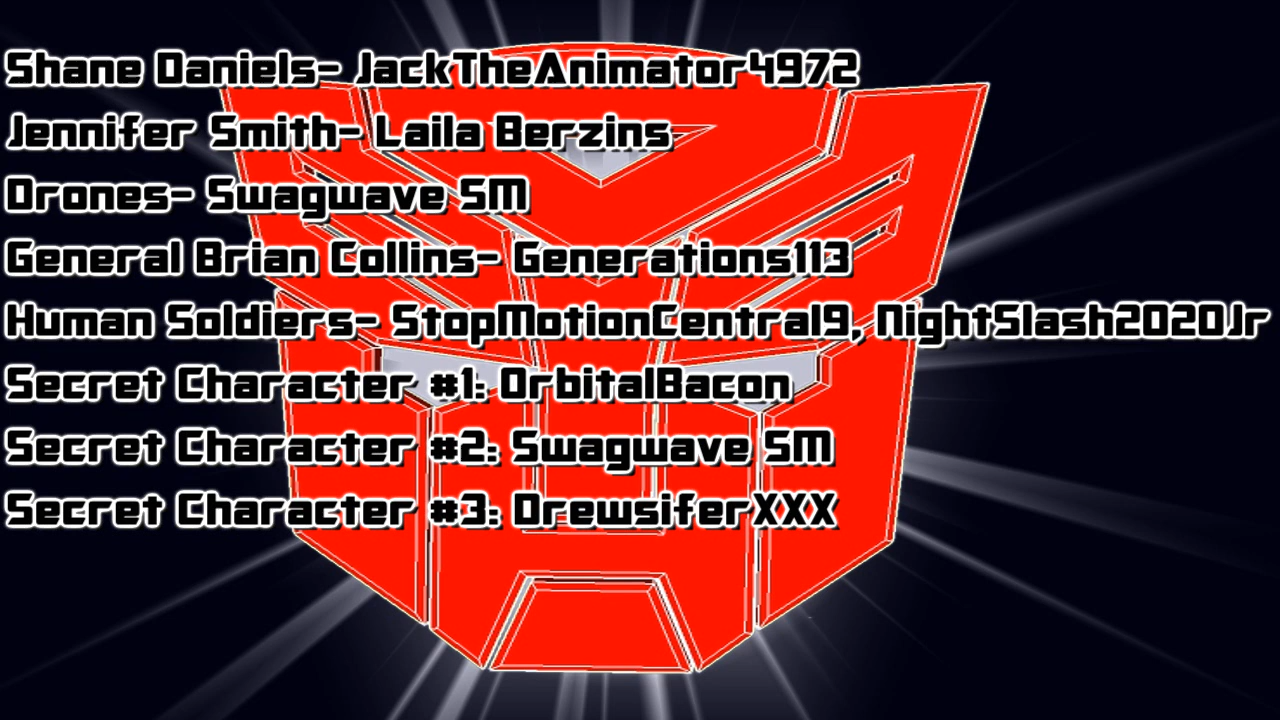 Shane Daniels- JackTheAnimator4972
Jennifer Smith- Laila Berzins
Drones- Swagwave SM
General Brian Collins- Generations113
Human Soldiers- StopMotionCentral9, NightSlash2020Jr
Secret Character #1: OrbitalBacon
Secret Character #2: Swagwave SM
Secret Character #3: DrewsiferXXX